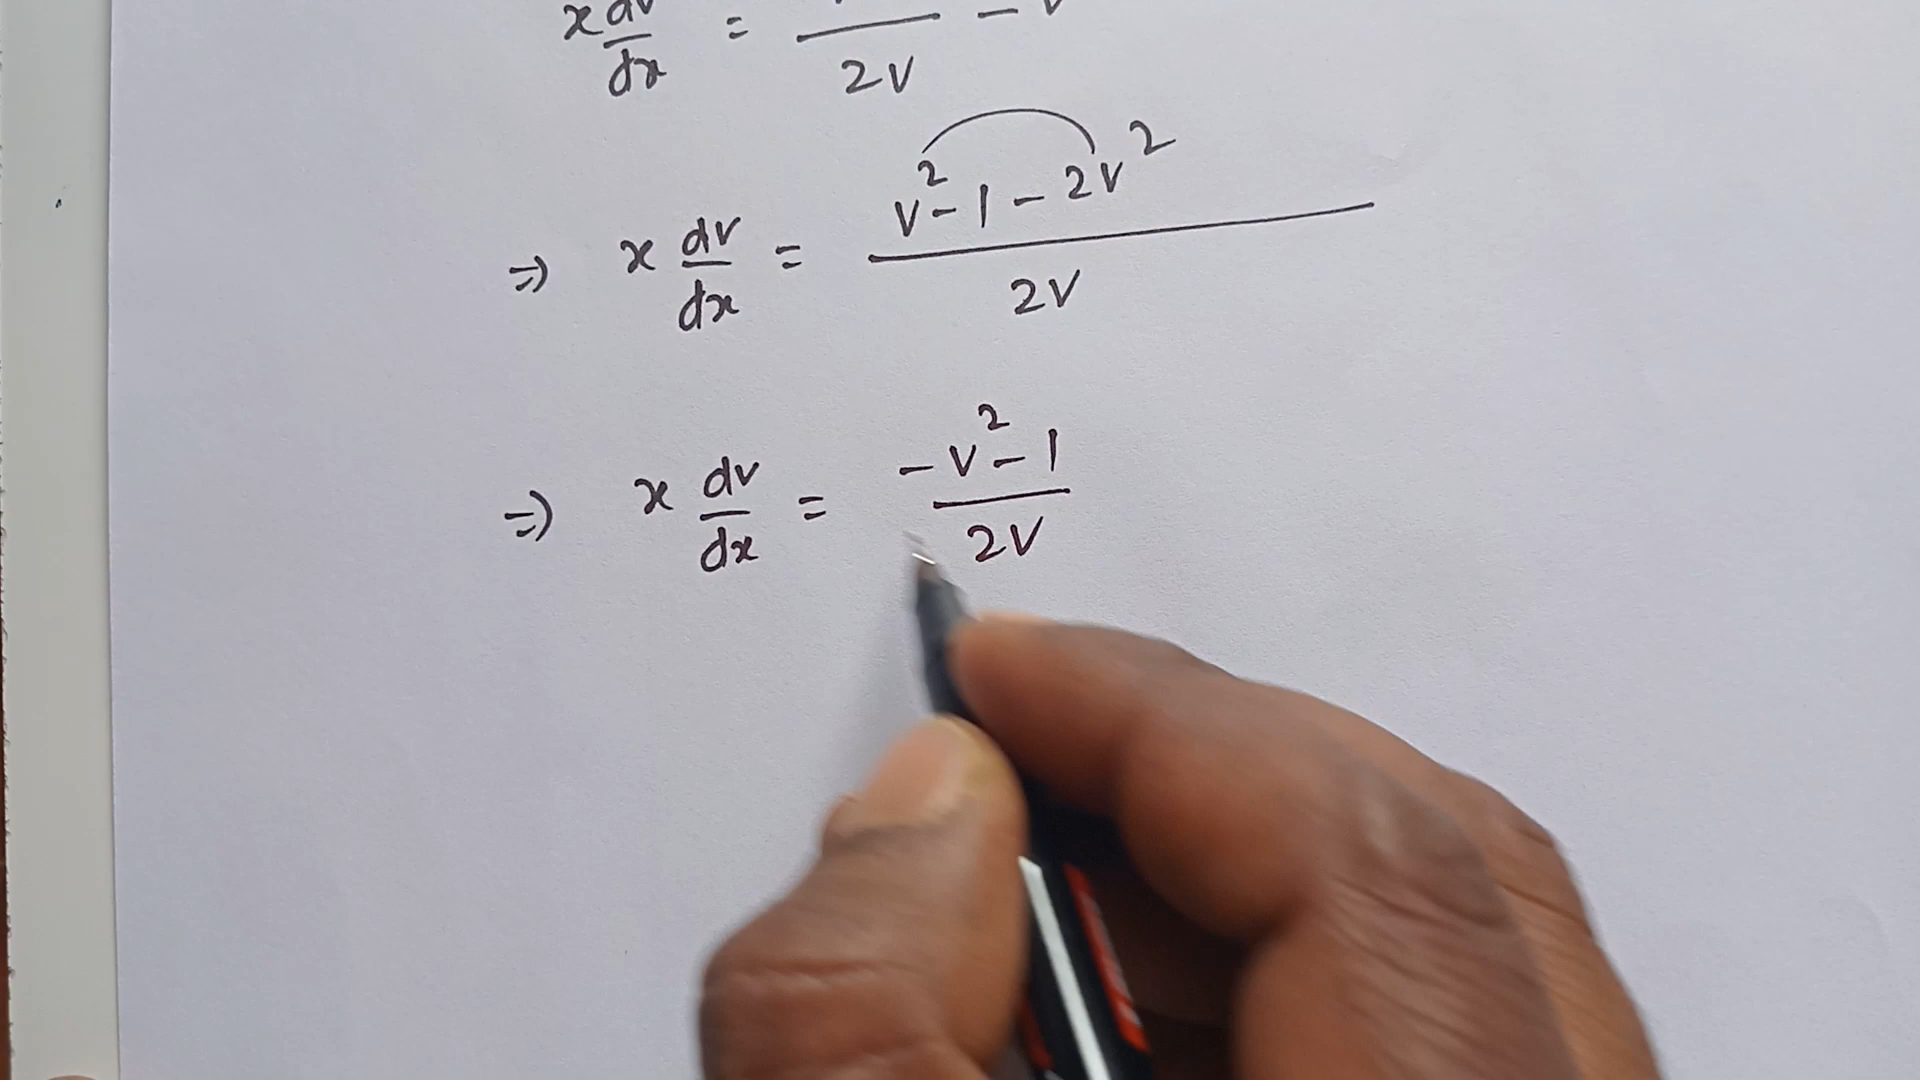 x dv/dx = /2v - v
=> x dv/dx = v² - 1 - 2v² / 2v
=> x dv/dx = -v² - 1 / 2v